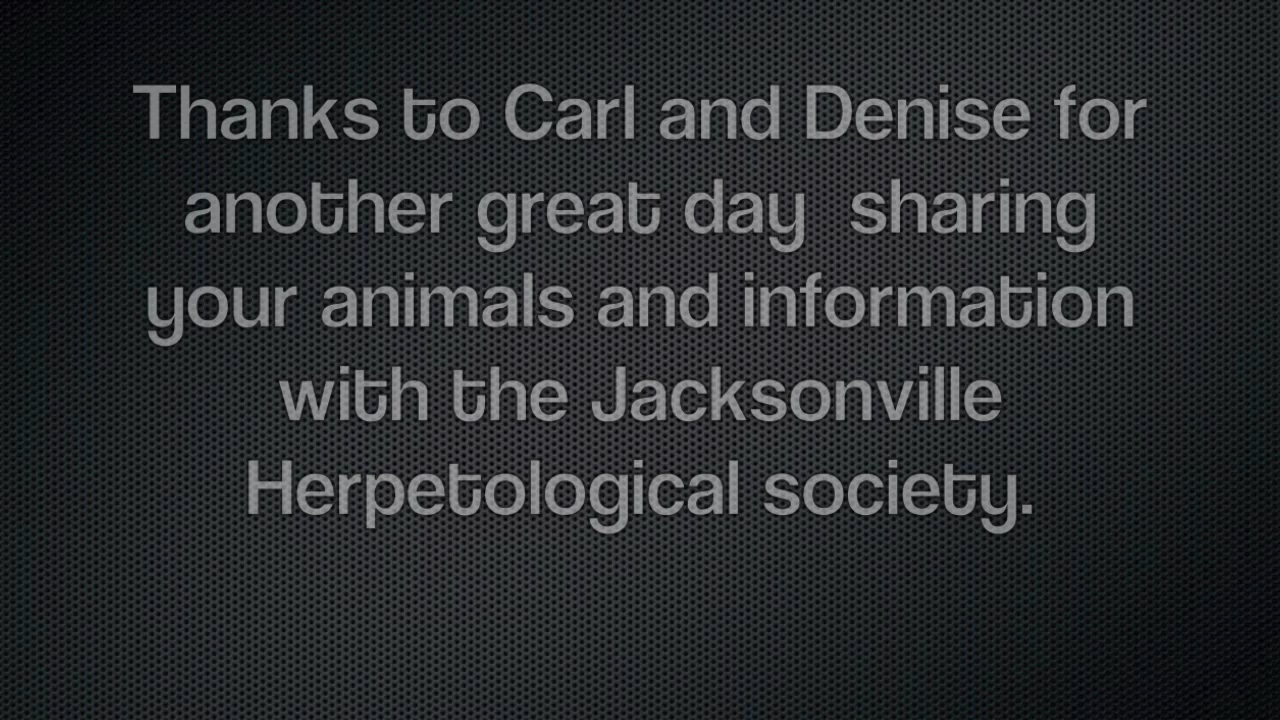 Thanks to Carl and Denise for
another great day  sharing
your animals and information
with the Jacksonville
Herpetological society.